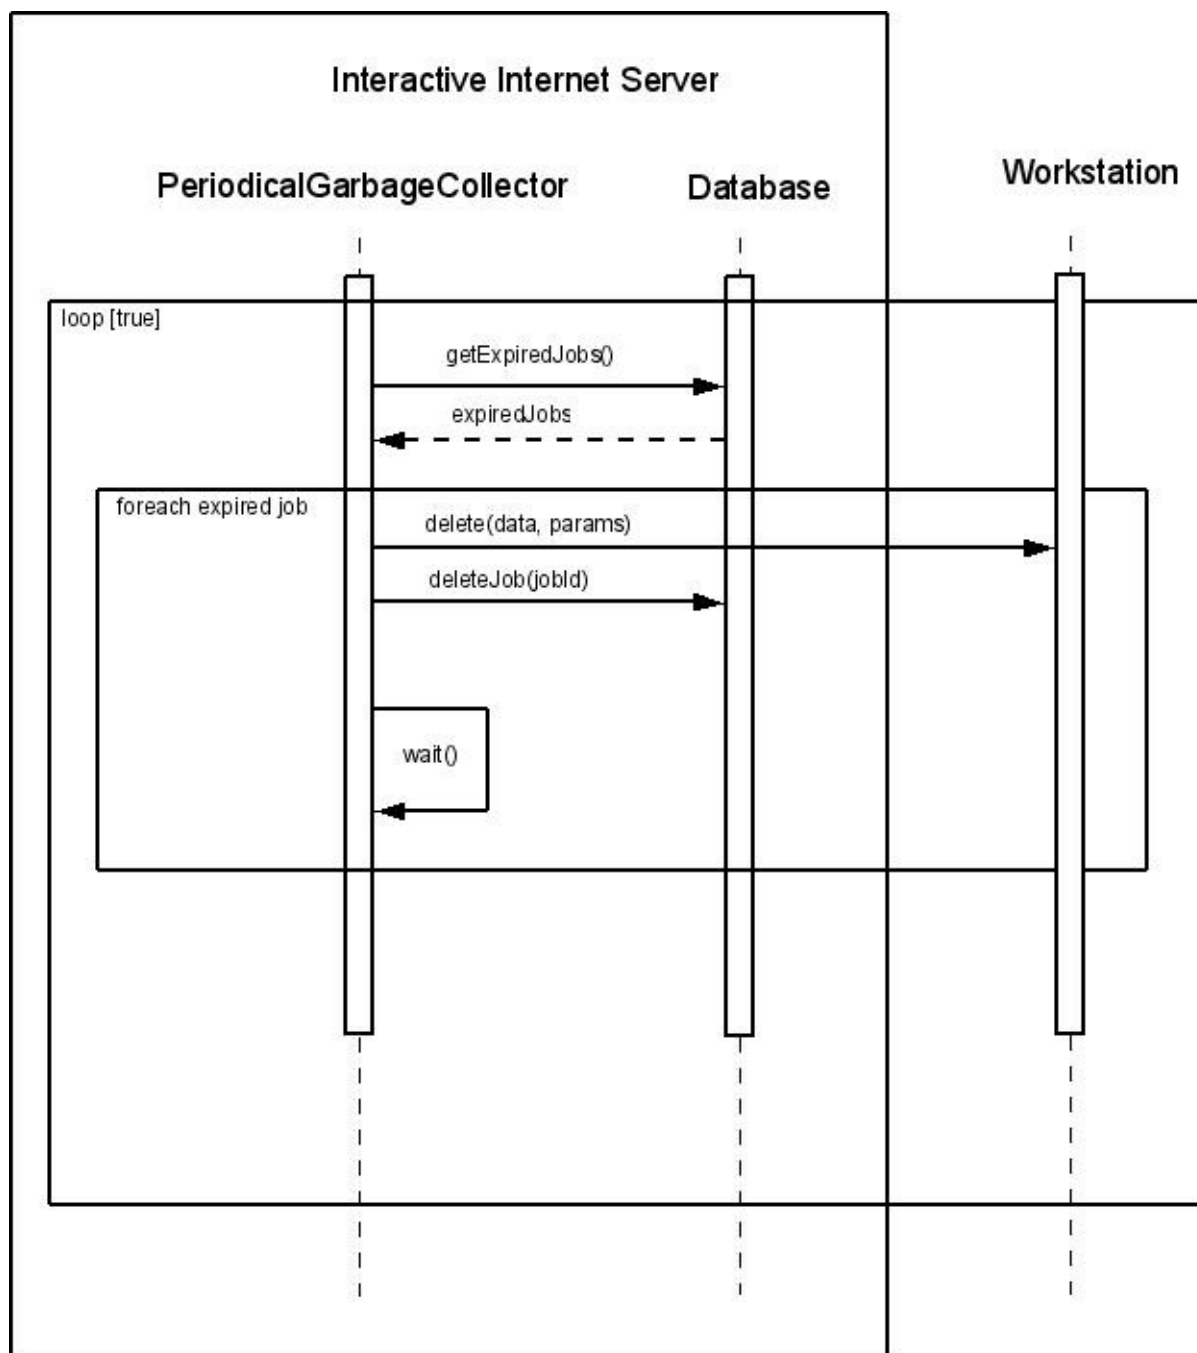 Interactive Internet Server
PeriodicalGarbageCollector
Database
Workstation
loop [true]
getExpiredJobs()
expiredJobs
foreach expired job
delete(data, params)
deleteJob(jobId)
wait()